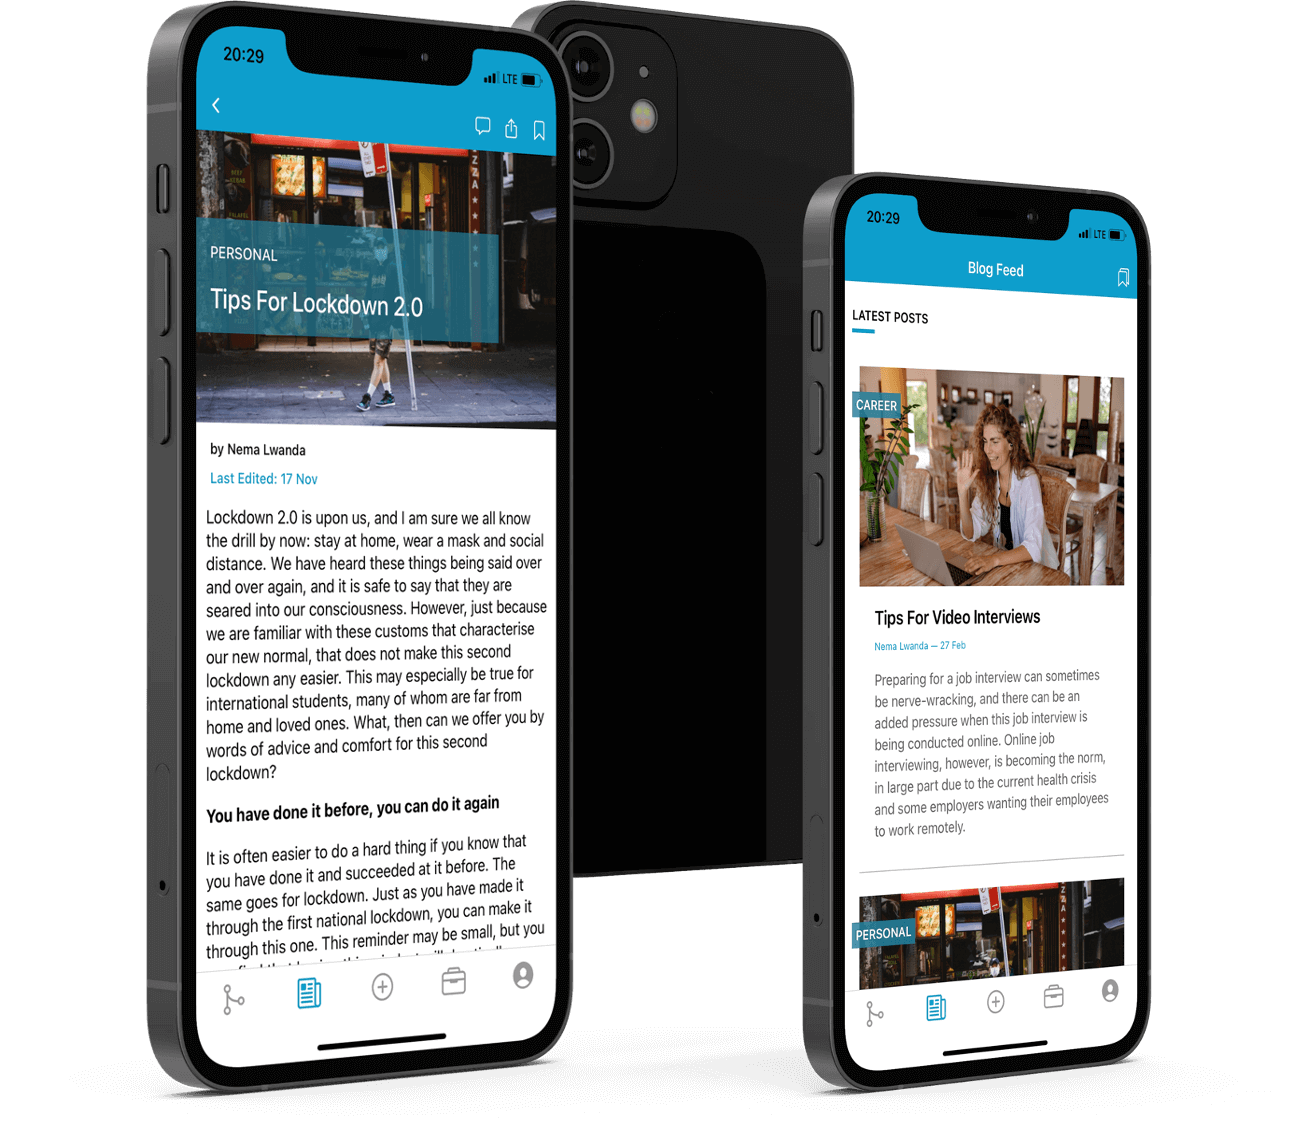 20:29
LTE
PERSONAL
Tips For Lockdown 2.0
by Nema Lwanda
Last Edited: 17 Nov
Lockdown 2.0 is upon us, and I am sure we all know
the drill by now: stay at home, wear a mask and social
distance. We have heard these things being said over
and over again, and it is safe to say that they are
seared into our consciousness. However, just because
we are familiar with these customs that characterise
our new normal, that does not make this second
lockdown any easier. This may especially be true for
international students, many of whom are far from
home and loved ones. What, then can we offer you by
words of advice and comfort for this second
lockdown?
You have done it before, you can do it again
It is often easier to do a hard thing if you know that
you have done it and succeeded at it before. The
same goes for lockdown. Just as you have made it
through the first national lockdown, you can make it
through this one. This reminder may be small, but you
20:29
LTE
Blog Feed
LATEST POSTS
CAREER
Tips For Video Interviews
Nema Lwanda — 27 Feb
Preparing for a job interview can sometimes
be nerve-wracking, and there can be an
added pressure when this job interview is
being conducted online. Online job
interviewing, however, is becoming the norm,
in large part due to the current health crisis
and some employers wanting their employees
to work remotely.
PERSONAL